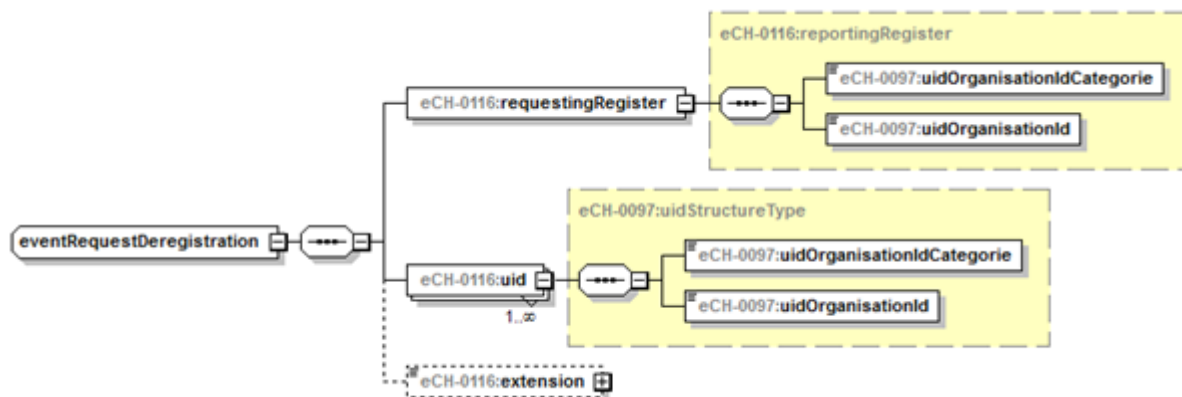 eCH-0116:reportingRegister
eCH-0097:uidOrganisationIdCategorie
eCH-0116:requestingRegister
eCH-0097:uidOrganisationId
eCH-0097:uidStructureType
eventRequestDeregistration
eCH-0097:uidOrganisationIdCategorie
eCH-0116:uid
eCH-0097:uidOrganisationId
1..∞
eCH-0116:extension